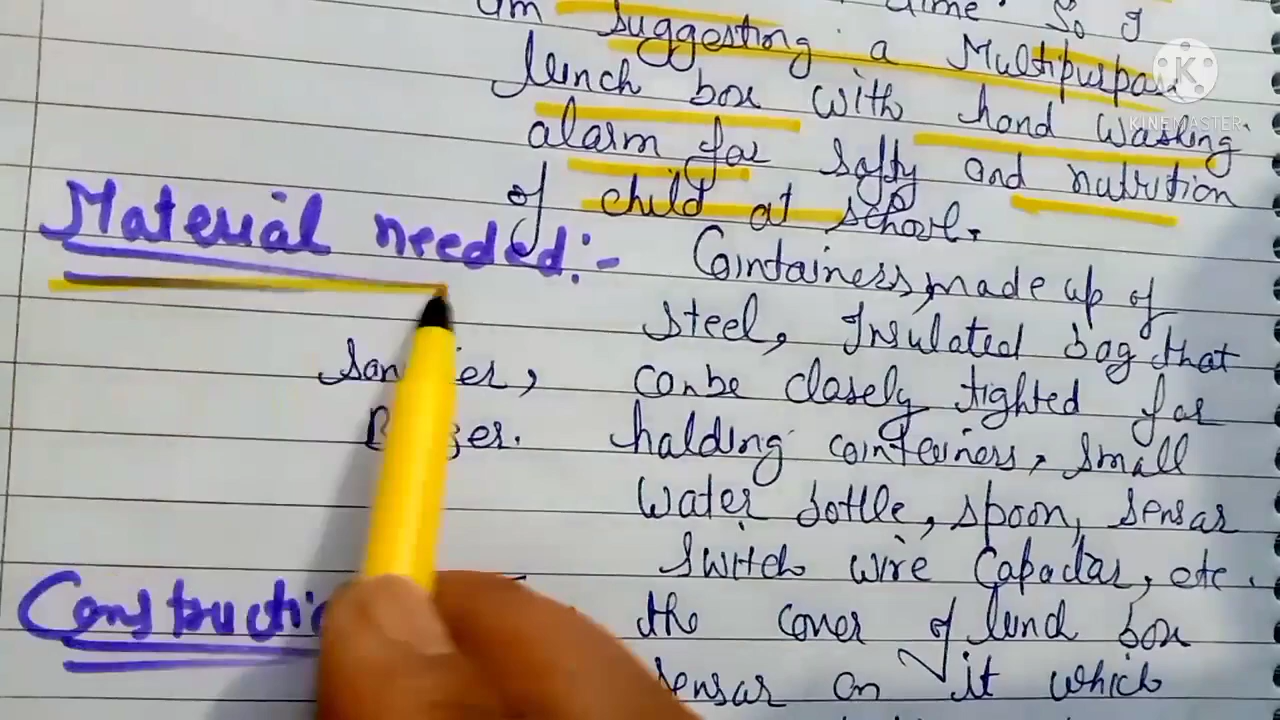 am suggesting a Multipurpose
lunch box with hand wasling
alarm for safty and nutrition
of child at school.
Material needed:- Containers, made up of
steel, Insulated bag that
can be closely tighted for
holding containers, small
water bottle, spoon, sensar
switch wire Capadas, etc.
Construction
the cover of lunch box
sensar on it which
KINEMASTER